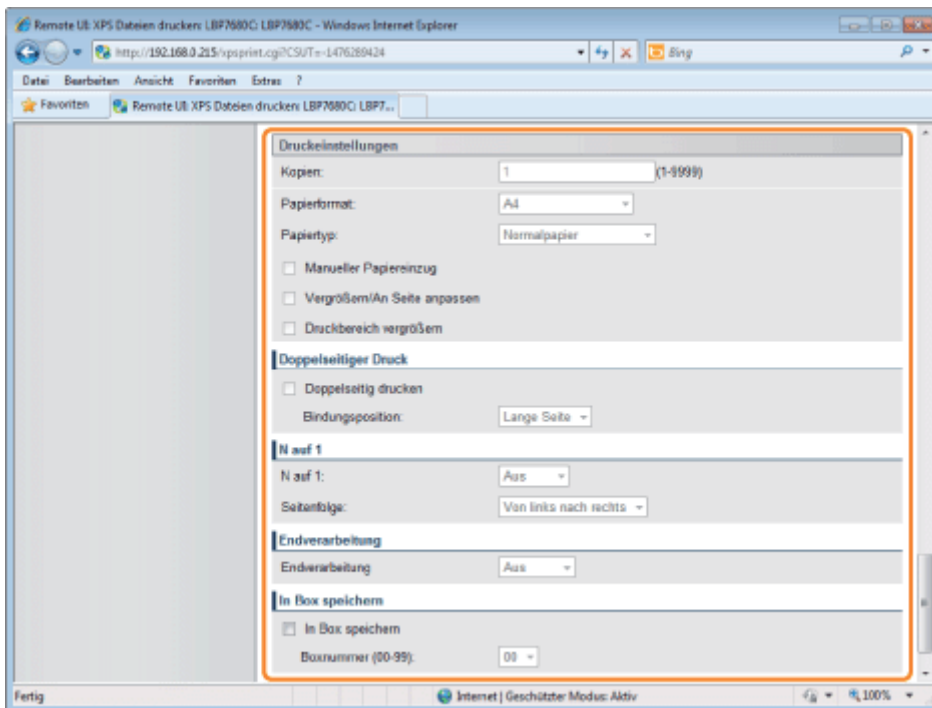 Remote UI: XPS Dateien drucken: LBP7680C: LBP7680C - Windows Internet Explorer
http://192.168.0.215/xpsprint.cgi?CSUT=-1476289424
Bing
Datei Bearbeiten Ansicht Favoriten Extras ?
Favoriten
Remote UI: XPS Dateien drucken: LBP7680C: LBP7...
Druckeinstellungen
Kopien: 1 (1-9999)
Papierformat: A4
Papiertyp: Normalpapier
Manueller Papiereinzug
Vergrößern/An Seite anpassen
Druckbereich vergrößern
Doppelseitiger Druck
Doppelseitig drucken
Bindungsposition: Lange Seite
N auf 1
N auf 1: Aus
Seitenfolge: Von links nach rechts
Endverarbeitung
Endverarbeitung Aus
In Box speichern
In Box speichern
Boxnummer (00-99): 00
Fertig Internet | Geschützter Modus: Aktiv 100%